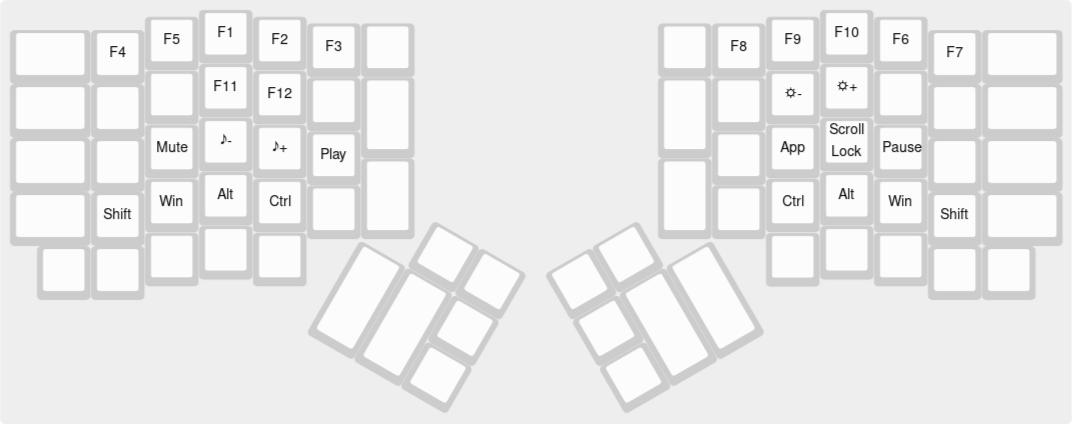 F4 F5 F1 F2 F3 F8 F9 F10 F6 F7
F11 F12 ☼- ☼+
Mute ♪- ♪+ Play App Scroll
Lock Pause
Shift Win Alt Ctrl Ctrl Alt Win Shift